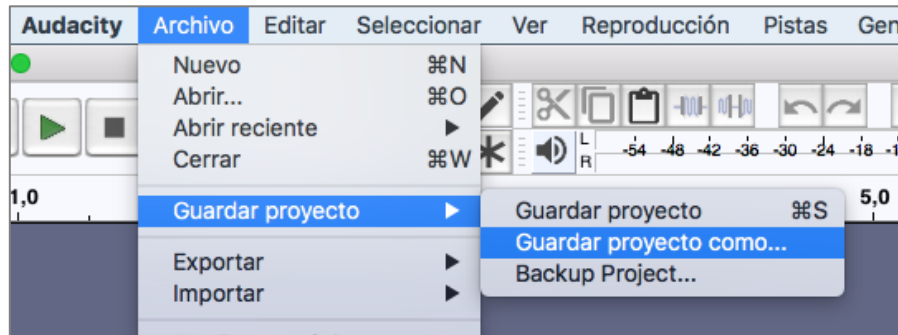 Audacity Archivo Editar Seleccionar Ver Reproducción Pistas Gen
Nuevo ⌘N
Abrir... ⌘O
Abrir reciente
Cerrar ⌘W
L
R
-54 -48 -42 -36 -30 -24 -18 -1
1,0 5,0
Guardar proyecto
Guardar proyecto ⌘S
Guardar proyecto como...
Backup Project...
Exportar
Importar